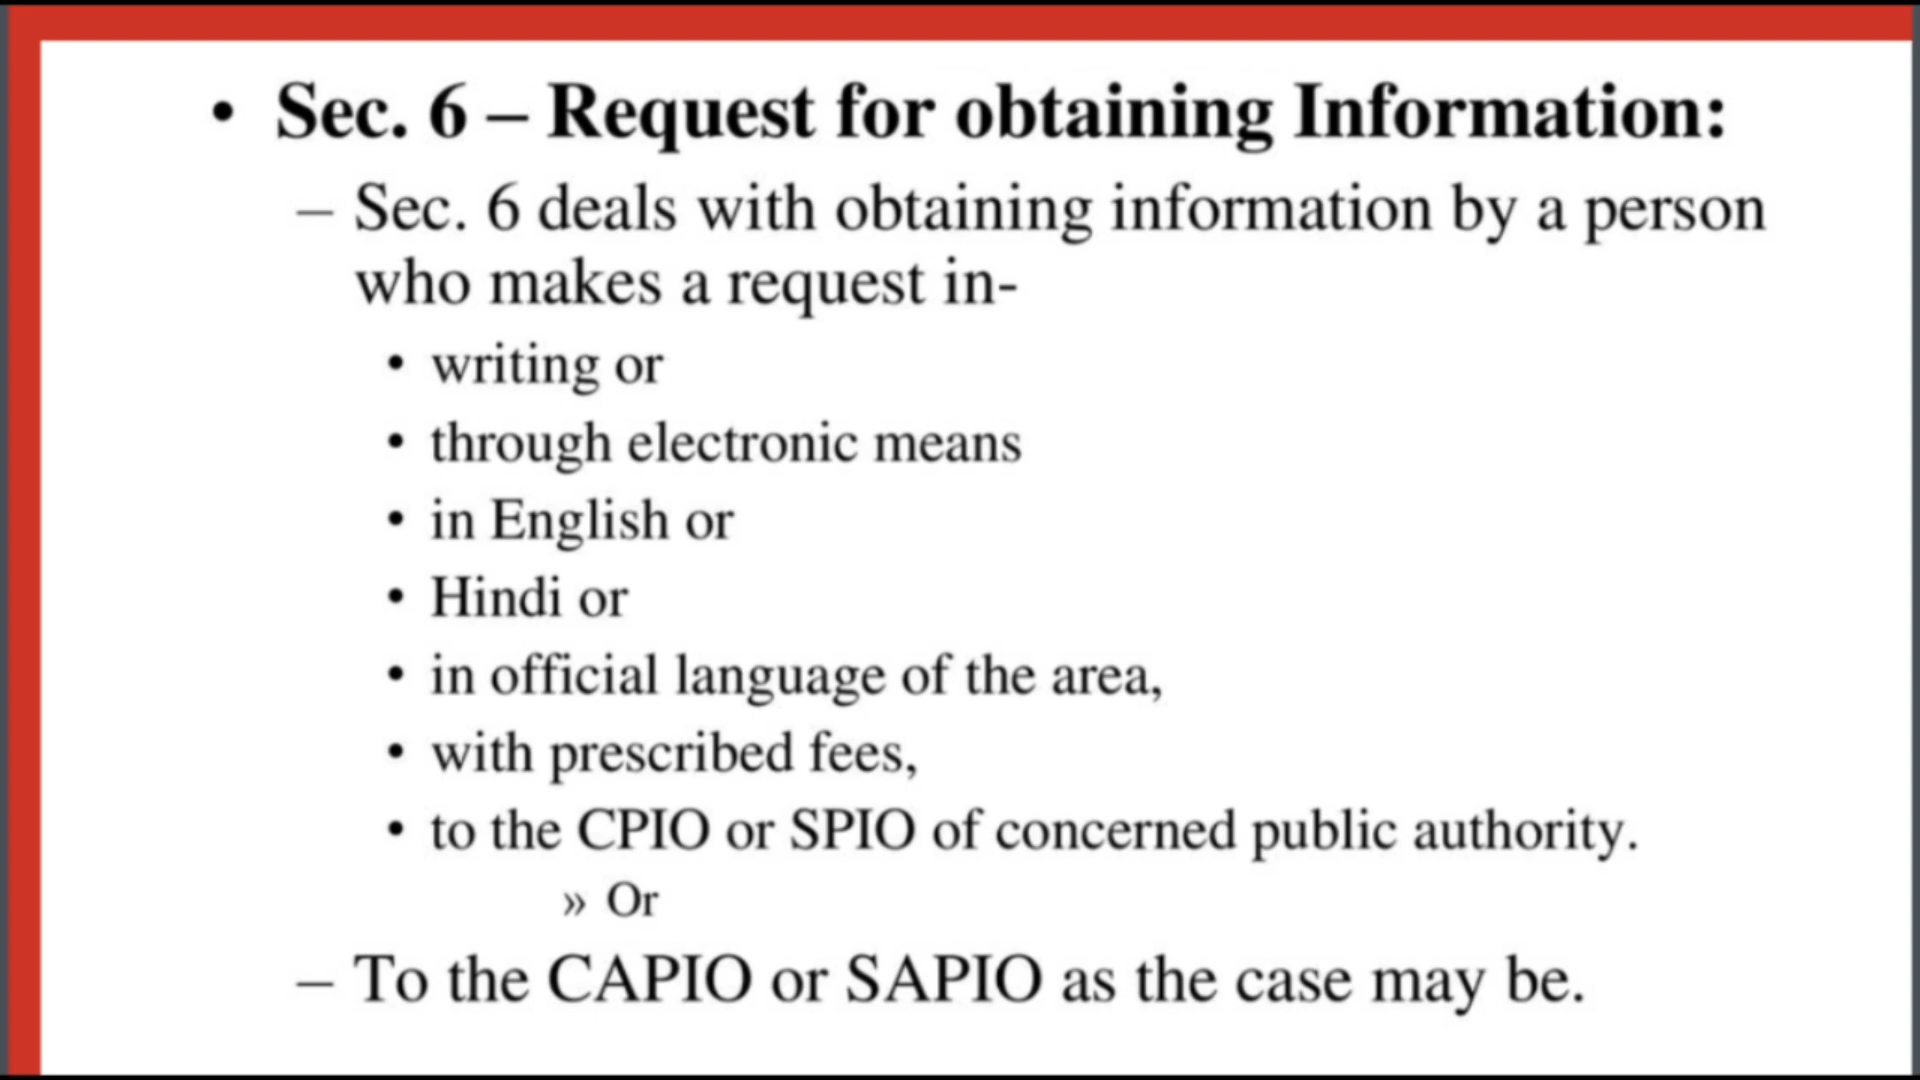 • Sec. 6 – Request for obtaining Information:
– Sec. 6 deals with obtaining information by a person
who makes a request in-
• writing or
• through electronic means
• in English or
• Hindi or
• in official language of the area,
• with prescribed fees,
• to the CPIO or SPIO of concerned public authority.
» Or
– To the CAPIO or SAPIO as the case may be.